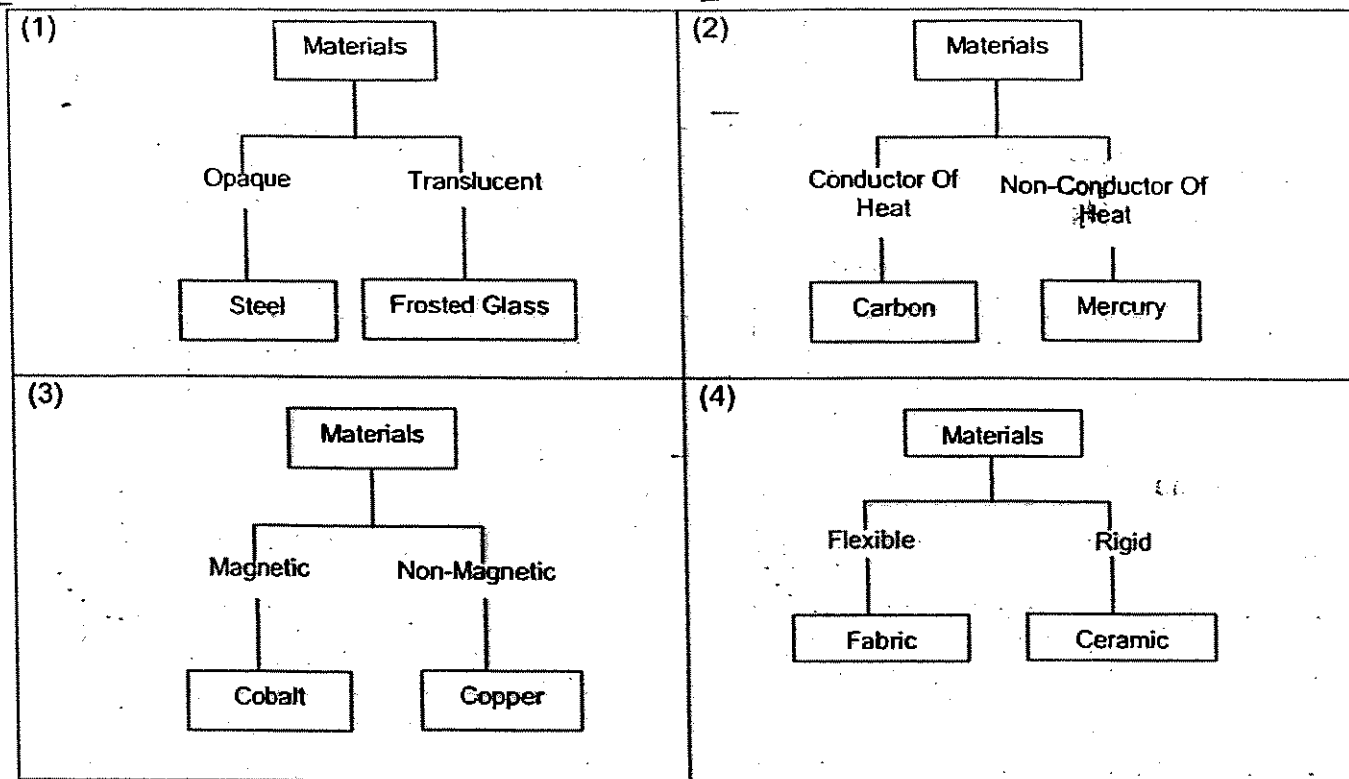 (1)
Materials
Opaque
Translucent
Steel
Frosted Glass
(2)
Materials
Conductor Of
Heat
Non-Conductor Of
Heat
Carbon
Mercury
(3)
Materials
Magnetic
Non-Magnetic
Cobalt
Copper
(4)
Materials
Flexible
Rigid
Fabric
Ceramic